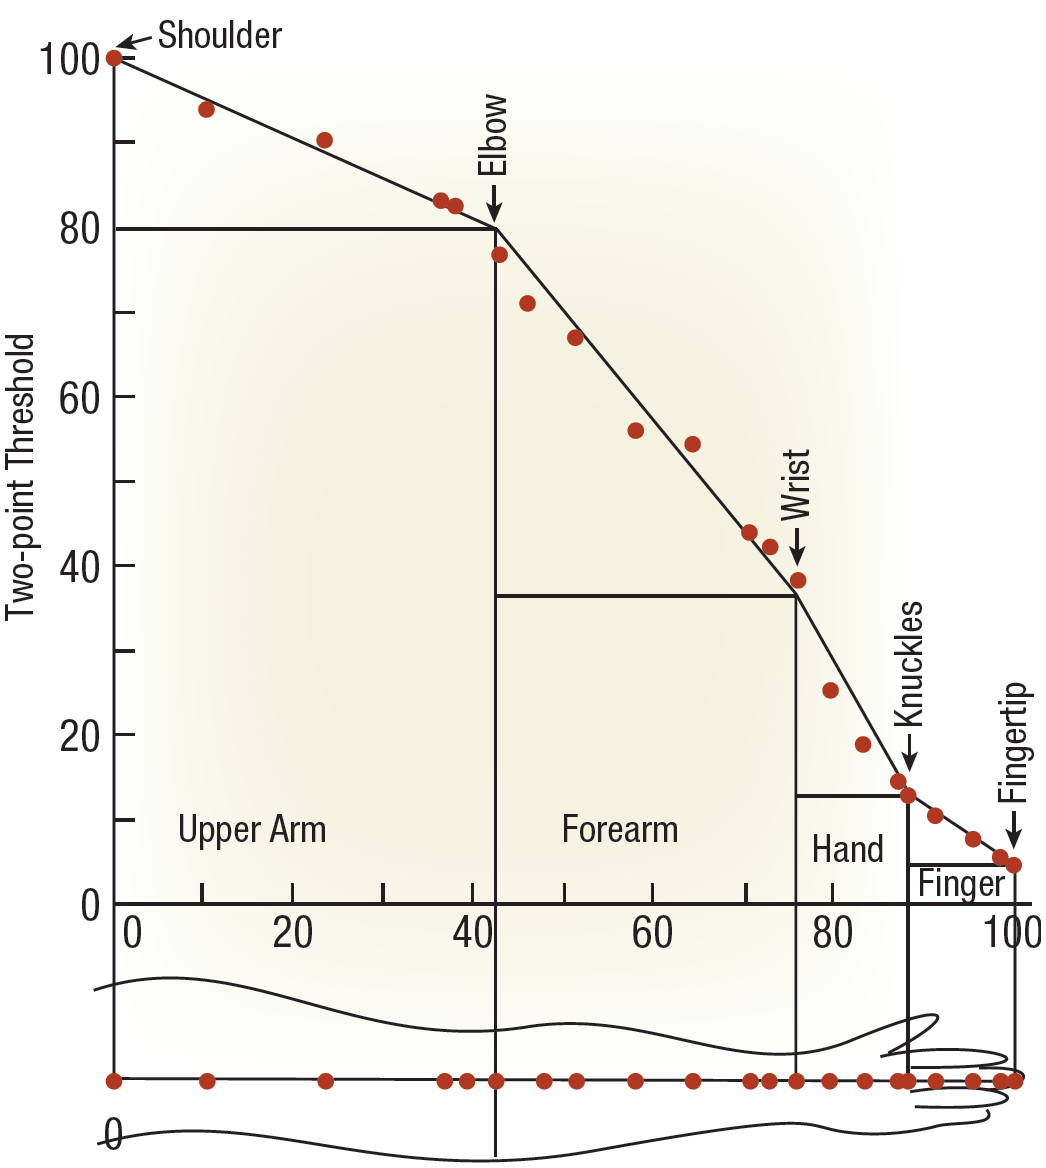 Shoulder
100
Elbow
80
Two-point Threshold
60
Wrist
40
Knuckles
20
Fingertip
Upper Arm
Forearm
Hand
Finger
0
0 20 40 60 80 100
0